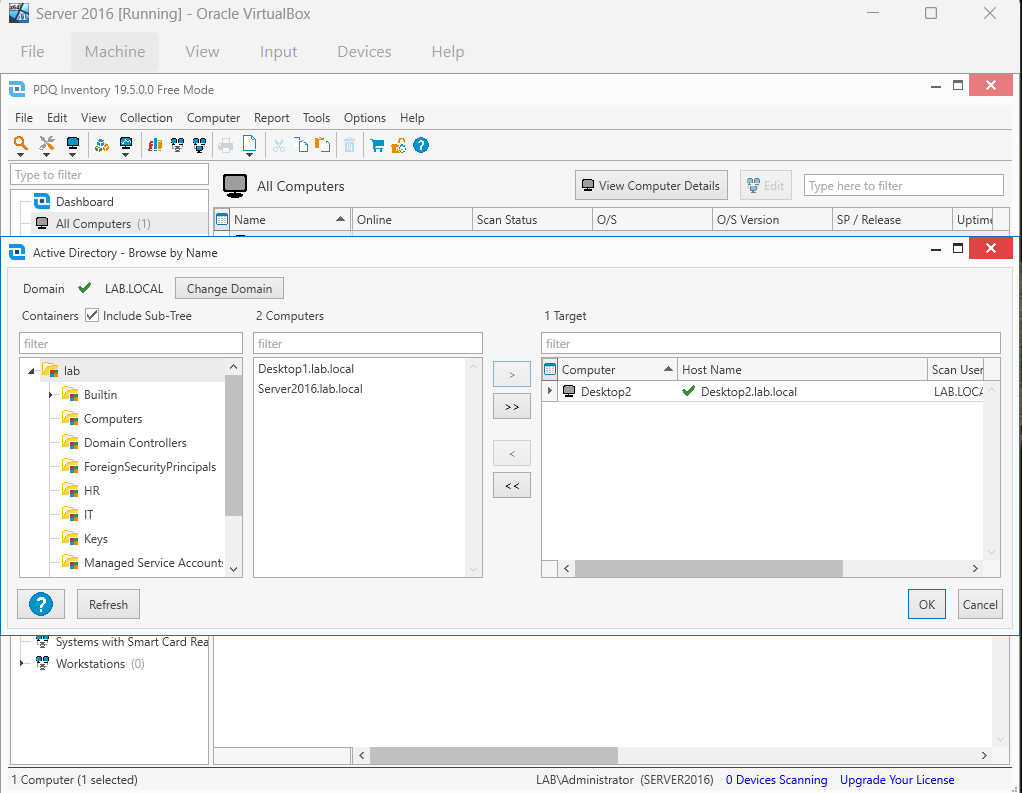 Server 2016 [Running] - Oracle VirtualBox
File Machine View Input Devices Help
PDQ Inventory 19.5.0.0 Free Mode
File Edit View Collection Computer Report Tools Options Help
Type to filter
Dashboard
All Computers (1)
All Computers
View Computer Details
Edit
Type here to filter
Name Online Scan Status O/S O/S Version SP / Release Uptime
Active Directory - Browse by Name
Domain LAB.LOCAL Change Domain
Containers Include Sub-Tree 2 Computers 1 Target
filter filter filter
lab
Builtin
Computers
Domain Controllers
ForeignSecurityPrincipals
HR
IT
Keys
Managed Service Accounts
Desktop1.lab.local
Server2016.lab.local
>
>>
<
<<
Computer Host Name Scan User
Desktop2 Desktop2.lab.local LAB.LOCA
? Refresh OK Cancel
Systems with Smart Card Rea
Workstations (0)
1 Computer (1 selected) LAB\Administrator (SERVER2016) 0 Devices Scanning Upgrade Your License